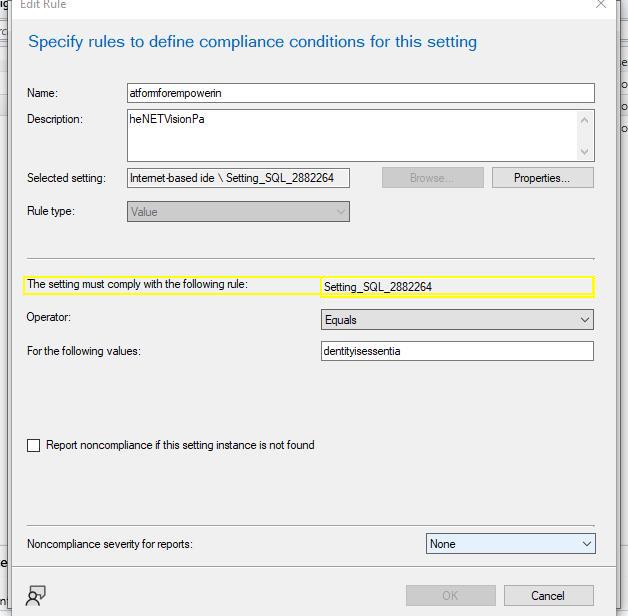 Edit Rule
Specify rules to define compliance conditions for this setting
Name: atformforempowerin
Description: heNETVisionPa
Selected setting: Internet-based ide \ Setting_SQL_2882264 Browse... Properties...
Rule type: Value
The setting must comply with the following rule: Setting_SQL_2882264
Operator: Equals
For the following values: dentityisessentia
Report noncompliance if this setting instance is not found
Noncompliance severity for reports: None
OK Cancel